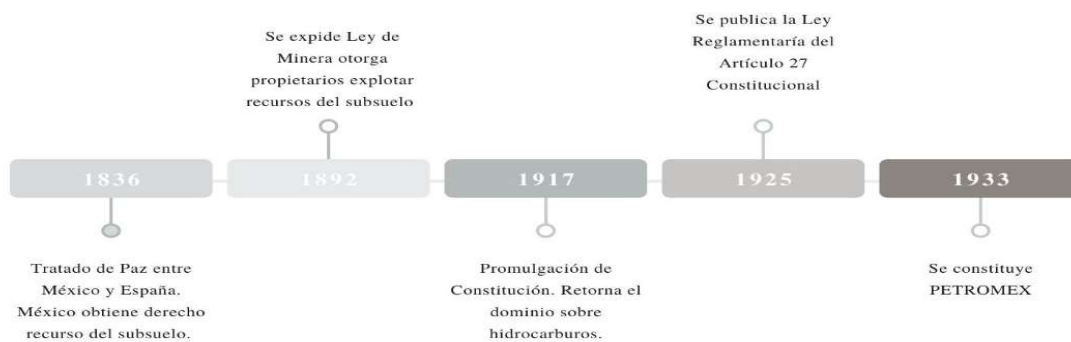 Se expide Ley de
Minera otorga
propietarios explotar
recursos del subsuelo
Se publica la Ley
Reglamentaría del
Artículo 27
Constitucional
1836
1892
1917
1925
1933
Tratado de Paz entre
México y España.
México obtiene derecho
recurso del subsuelo.
Promulgación de
Constitución. Retorna el
dominio sobre
hidrocarburos.
Se constituye
PETROMEX